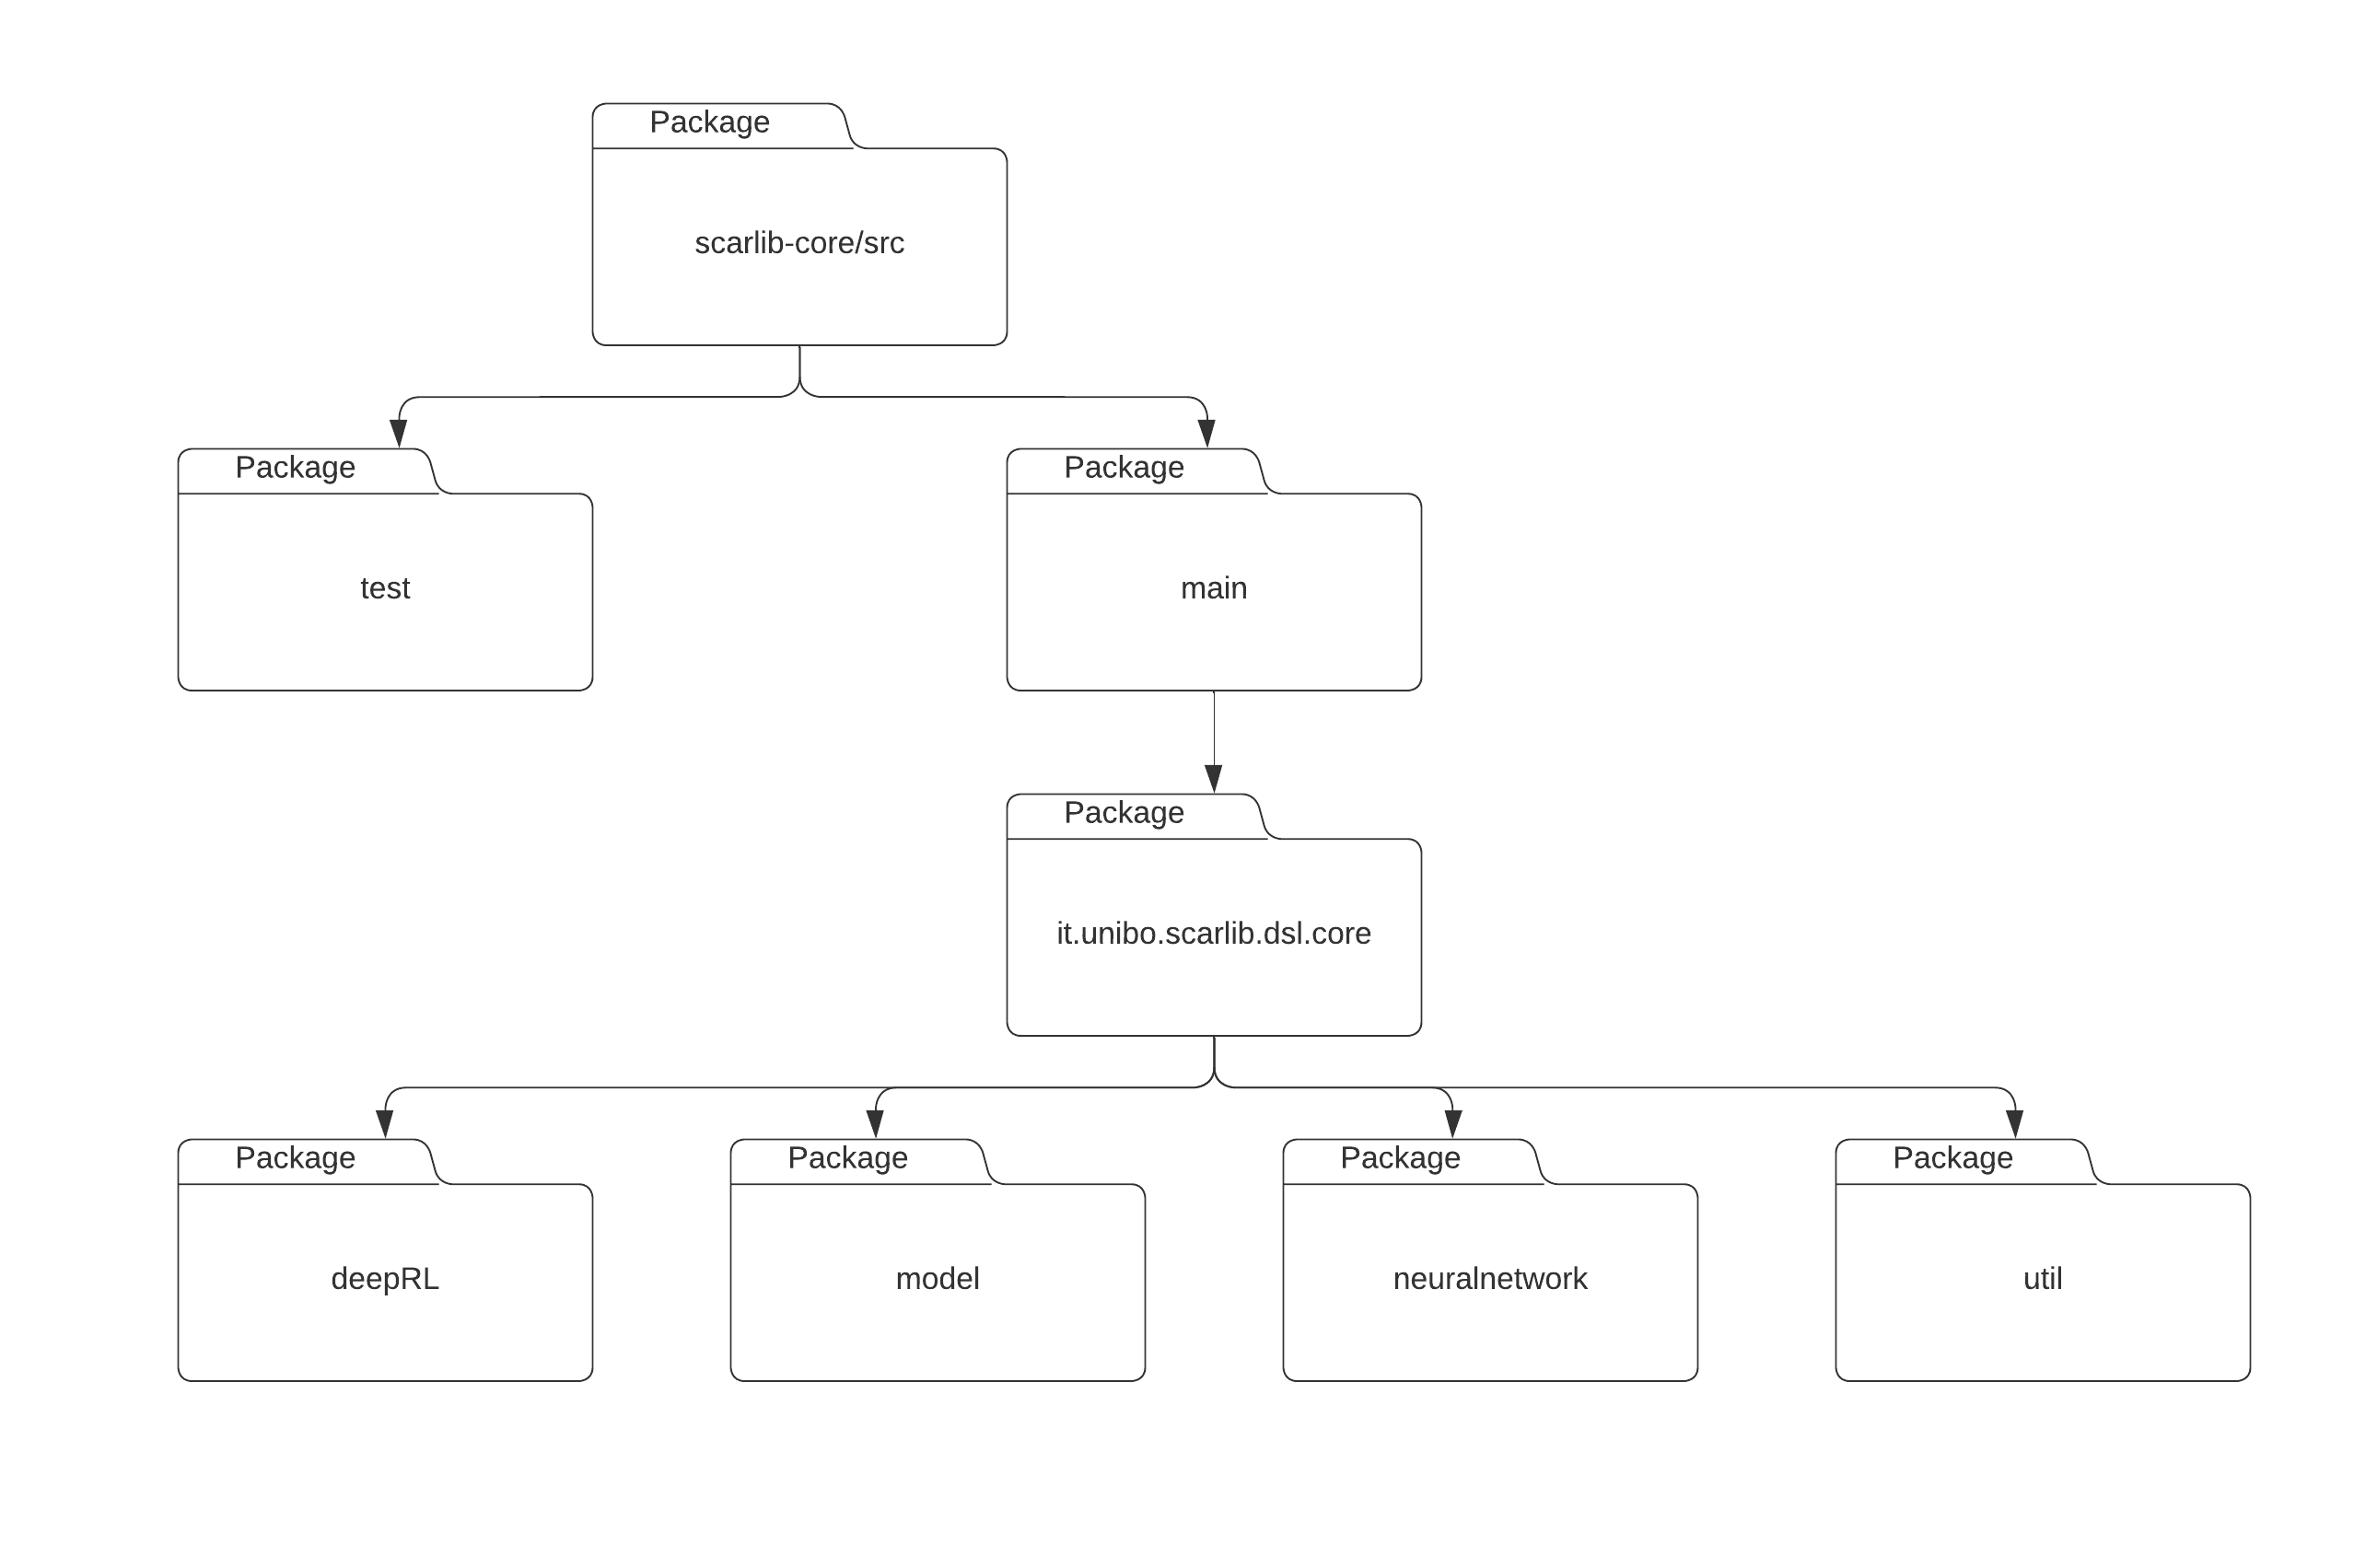 Package
scarlib-core/src
Package
test
Package
main
Package
it.unibo.scarlib.dsl.core
Package
deepRL
Package
model
Package
neuralnetwork
Package
util